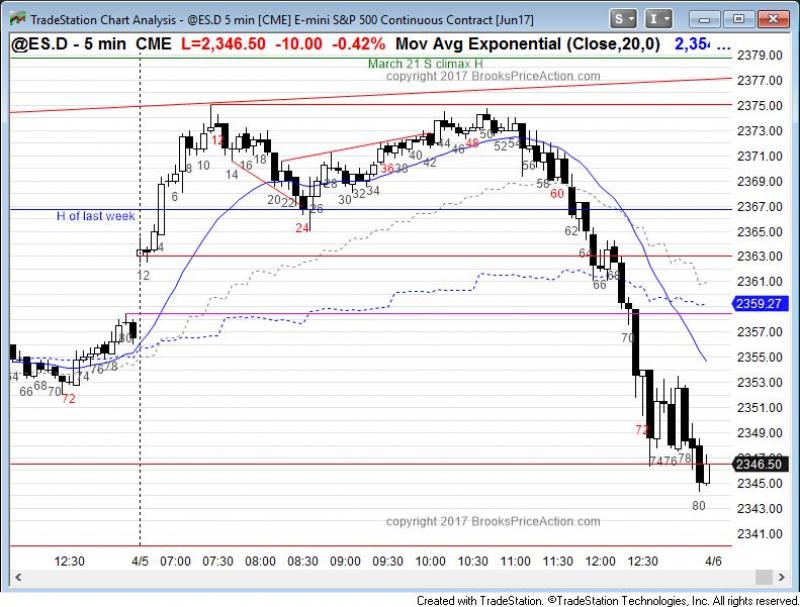 TradeStation Chart Analysis - @ES.D 5 min [CME] E-mini S&P 500 Continuous Contract [Jun17]
S
I
@ES.D - 5 min CME L=2,346.50 -10.00 -0.42% Mov Avg Exponential (Close,20,0) 2,354 ...
March 21 S climax H
copyright 2017 BrooksPriceAction.com
H of last week
2379.00
2377.00
2375.00
2373.00
2371.00
2369.00
2367.00
2365.00
2363.00
2361.00
2359.27
2357.00
2355.00
2353.00
2351.00
2349.00
2346.50
2345.00
2343.00
2341.00
66 68 70 72 74 76 78 80
12 4 6 8 10 12 14 16 18 20 22 24 26 28 30 32 34 36 38 40 42 44 46 48 50 52 54 56 58 60 62 64 66 68 70 72 74 76 78 80
copyright 2017 BrooksPriceAction.com
12:30 4/5 07:00 07:30 08:00 08:30 09:00 09:30 10:00 10:30 11:00 11:30 12:00 12:30 4/6
Created with TradeStation. ©TradeStation Technologies, Inc. All rights reserved.